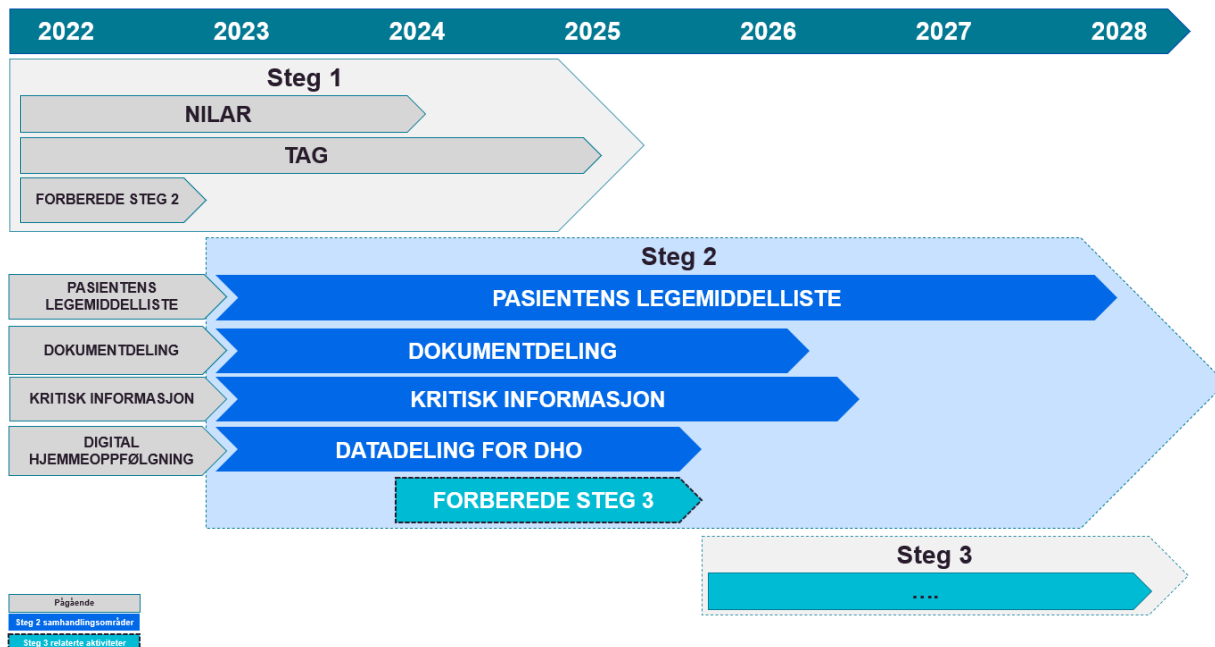 2022 2023 2024 2025 2026 2027 2028
Steg 1
NILAR
TAG
FORBEREDE STEG 2
Steg 2
PASIENTENS
LEGEMIDDELLISTE
PASIENTENS LEGEMIDDELLISTE
DOKUMENTDELING
DOKUMENTDELING
KRITISK INFORMASJON
KRITISK INFORMASJON
DIGITAL
HJEMMEOPPFØLGNING
DATADELING FOR DHO
FORBEREDE STEG 3
Steg 3
....
Pågående
Steg 2 samhandlingsområder
Steg 3 relaterte aktiviteter